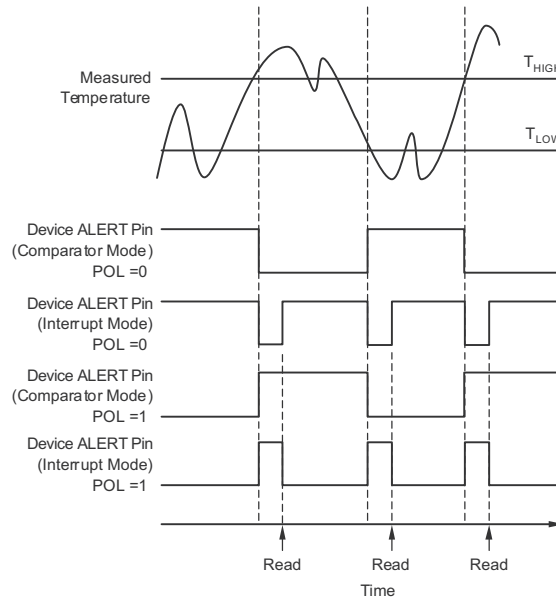 Measured
Temperature
THIGH
TLOW
Device ALERT Pin
(Comparator Mode)
POL =0
Device ALERT Pin
(Interrupt Mode)
POL =0
Device ALERT Pin
(Comparator Mode)
POL =1
Device ALERT Pin
(Interrupt Mode)
POL =1
Read
Read
Read
Time